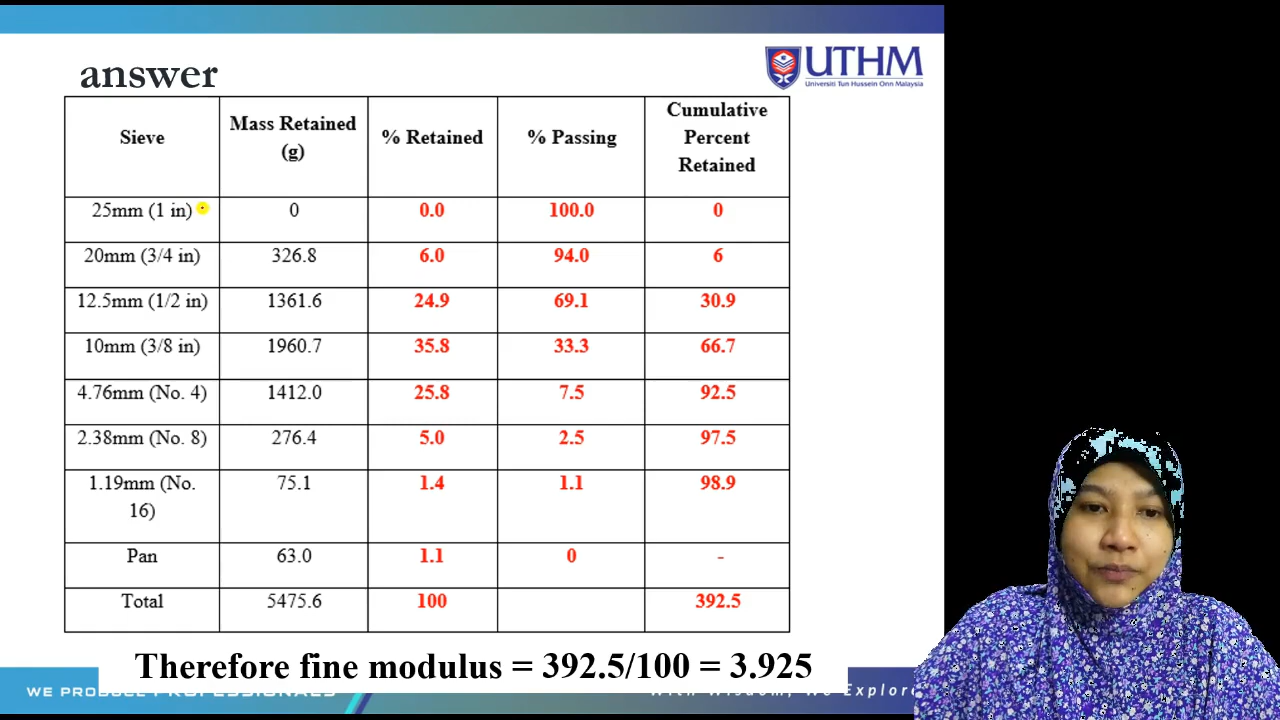 answer
UTHM
Universiti Tun Hussein Onn Malaysia
Sieve
Mass Retained
(g)
% Retained
% Passing
Cumulative
Percent
Retained
25mm (1 in) 0 0.0 100.0 0
20mm (3/4 in) 326.8 6.0 94.0 6
12.5mm (1/2 in) 1361.6 24.9 69.1 30.9
10mm (3/8 in) 1960.7 35.8 33.3 66.7
4.76mm (No. 4) 1412.0 25.8 7.5 92.5
2.38mm (No. 8) 276.4 5.0 2.5 97.5
1.19mm (No. 75.1 1.4 1.1 98.9
16)
Pan 63.0 1.1 0 -
Total 5475.6 100 392.5
Therefore fine modulus = 392.5/100 = 3.925
WE PRODUCE PROFESSIONALS
With Wisdom, We Explore